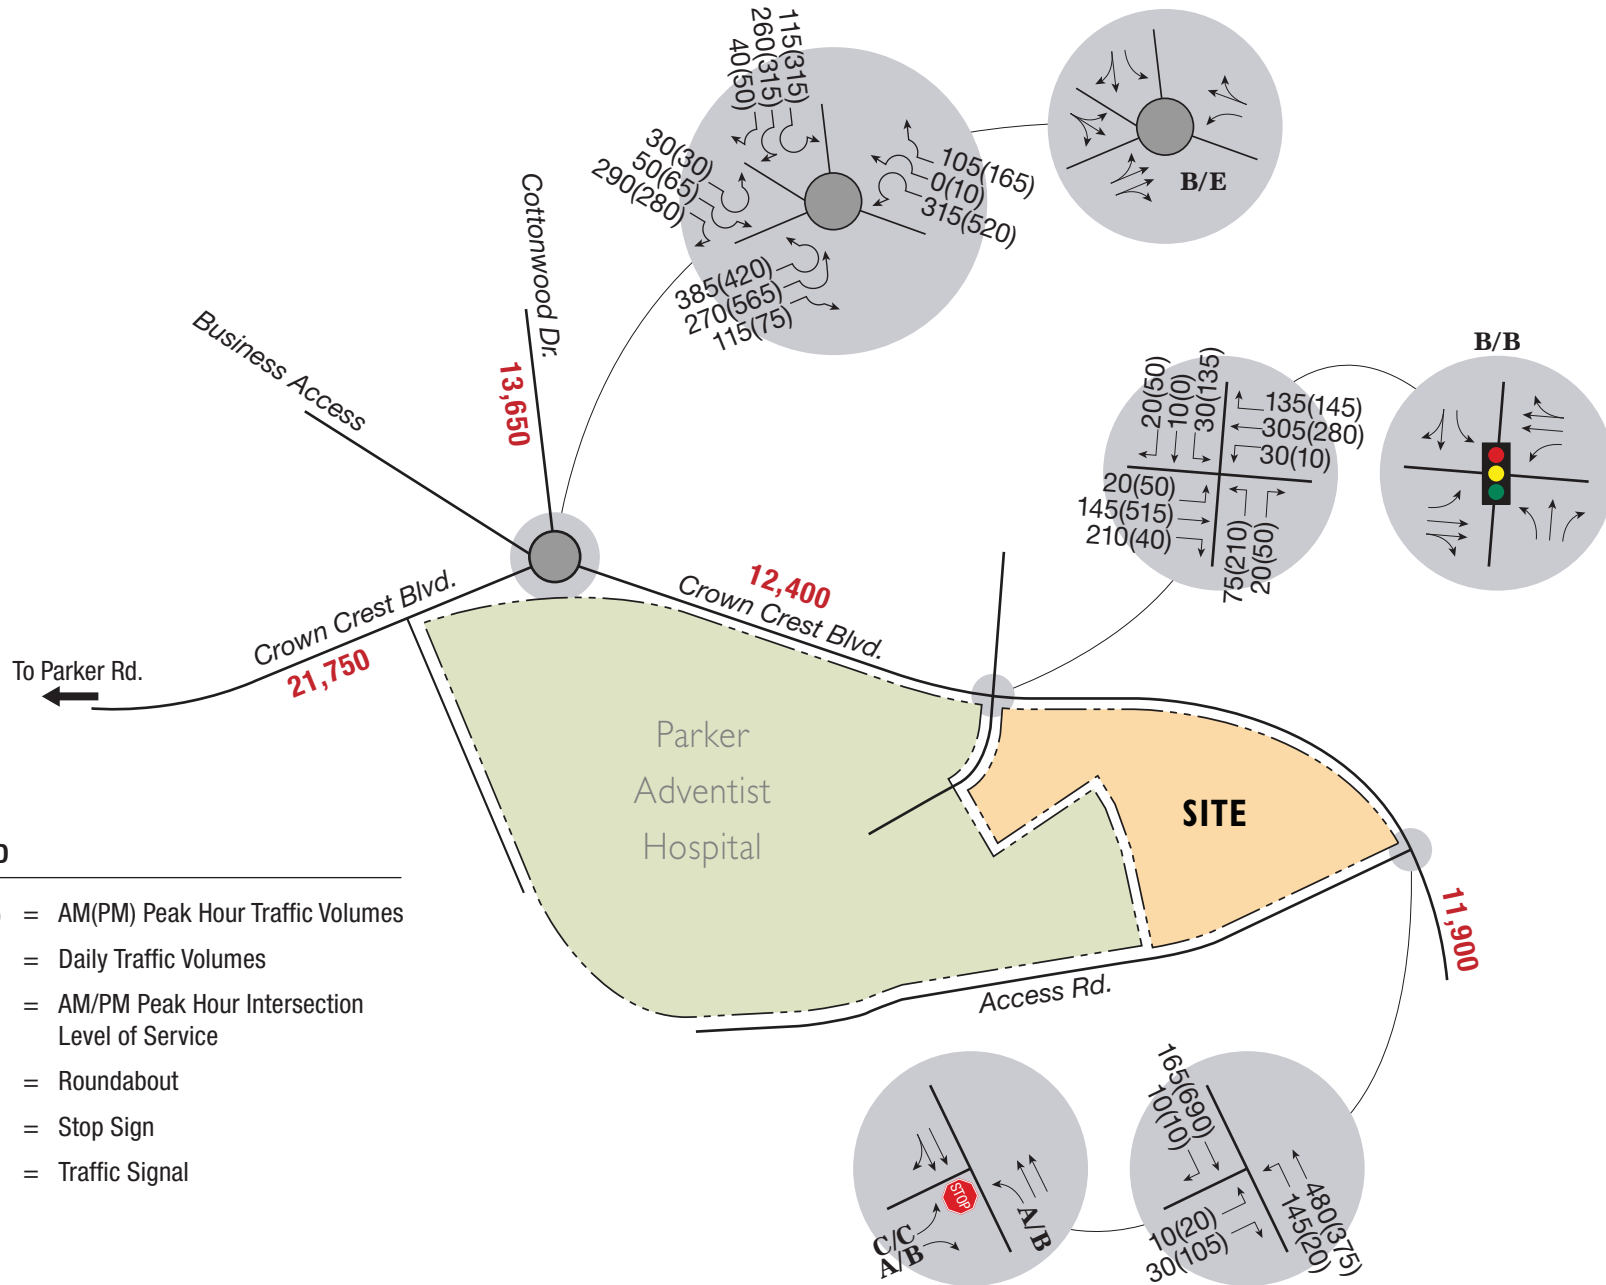 115(315)
260(315)
40(50)
30(30)
50(65)
290(280)
105(165)
0(10)
315(520)
385(420)
270(565)
115(75)
B/E
Cottonwood Dr.
13,650
Business Access
B/B
20(50)
10(0)
30(135)
135(145)
305(280)
30(10)
20(50)
145(515)
210(40)
75(210)
20(50)
Crown Crest Blvd.
21,750
12,400
Crown Crest Blvd.
To Parker Rd.
Parker
Adventist
Hospital
SITE
11,900
Access Rd.
= AM(PM) Peak Hour Traffic Volumes
= Daily Traffic Volumes
= AM/PM Peak Hour Intersection
Level of Service
= Roundabout
= Stop Sign
= Traffic Signal
STOP
C/C
A/B
A/B
165(690)
10(10)
480(375)
145(20)
10(20)
30(105)